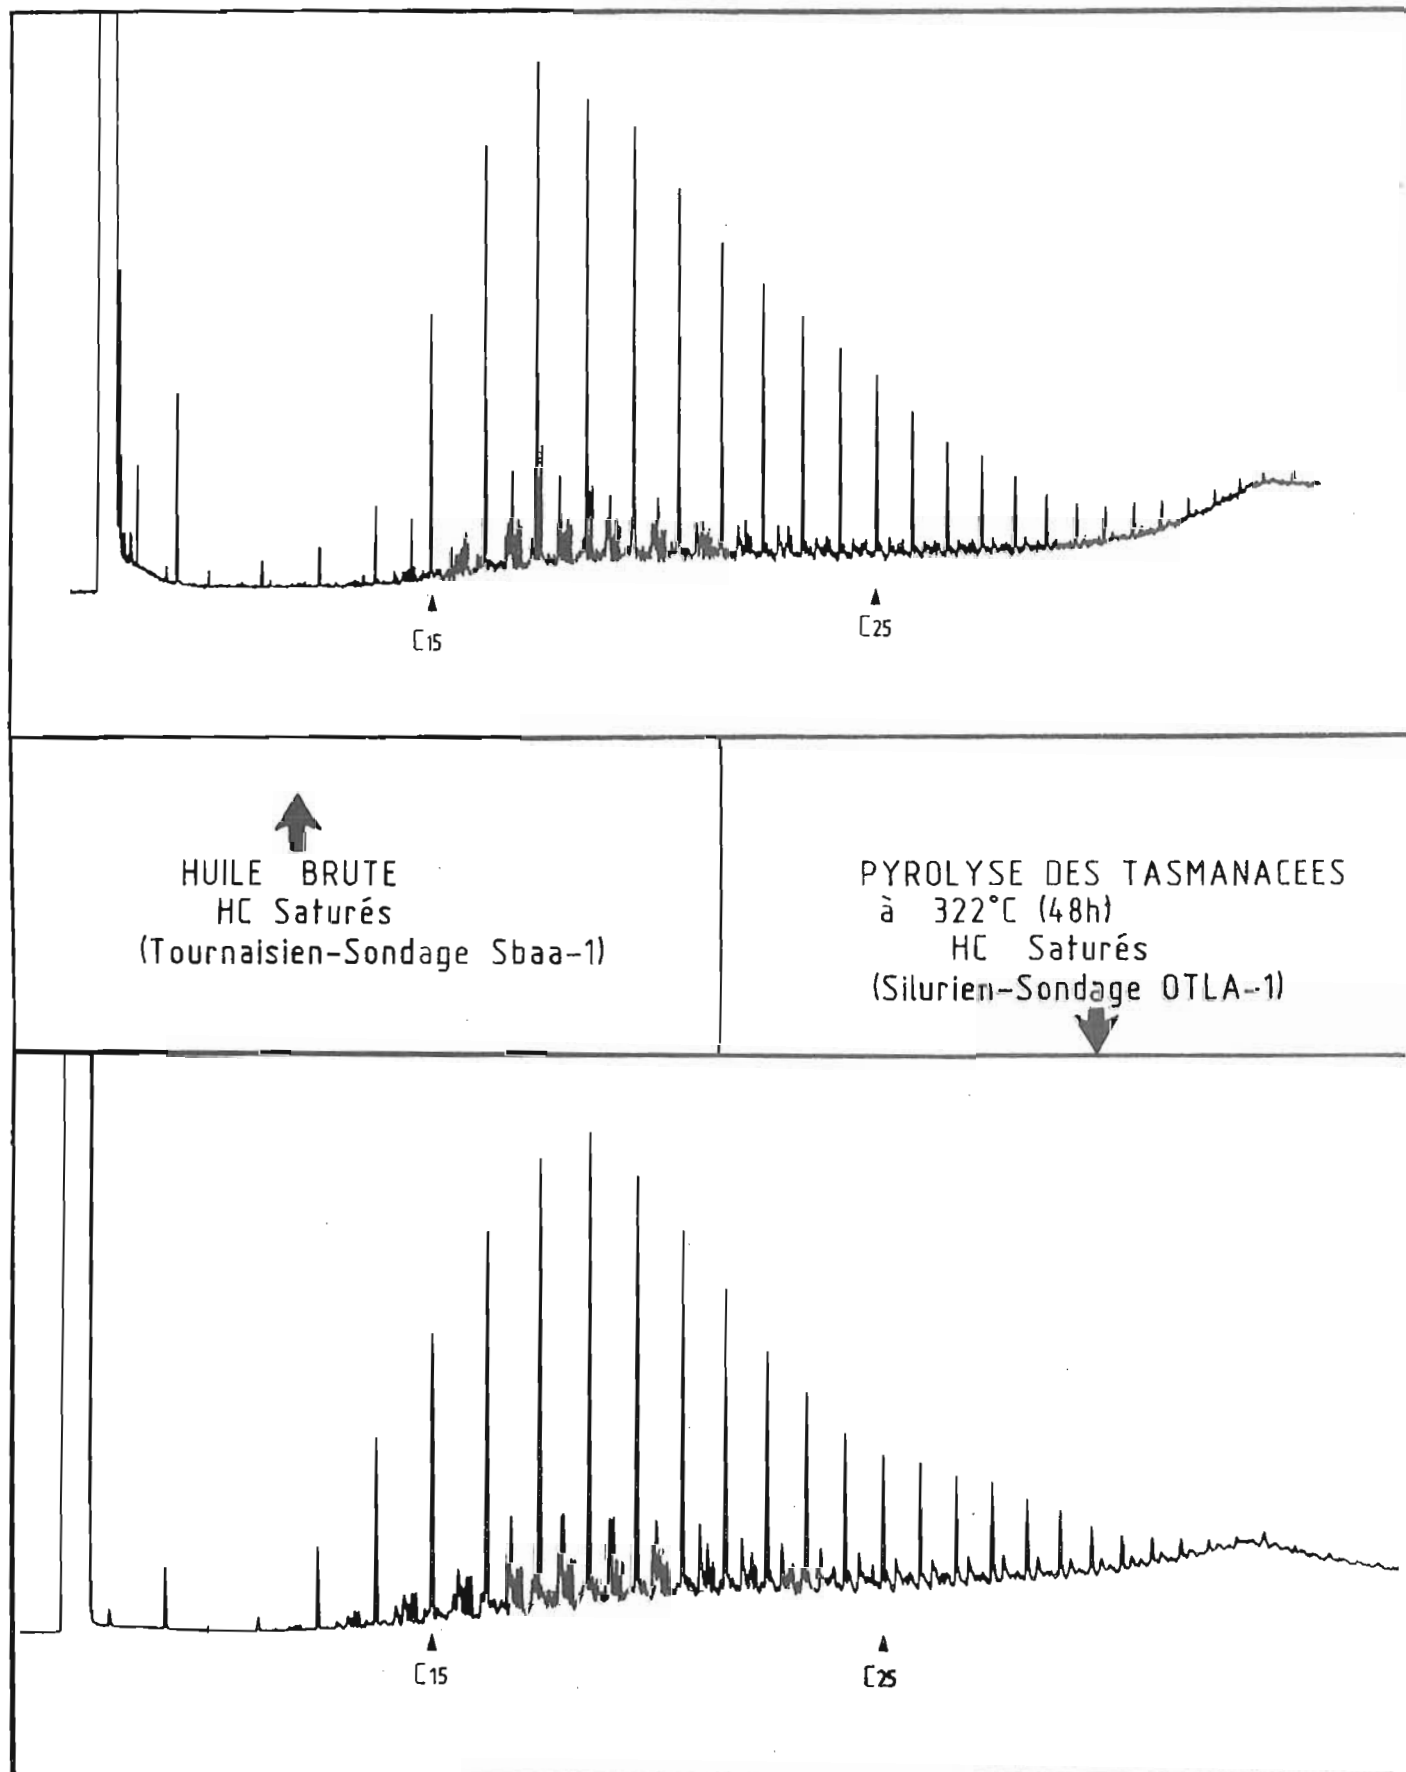 C15
C25
HUILE BRUTE
HC Saturés
(Tournaisien-Sondage Sbaa-1)
PYROLYSE DES TASMANACEES
à 322°C (48h)
HC Saturés
(Silurien-Sondage OTLA-1)
C15
C25